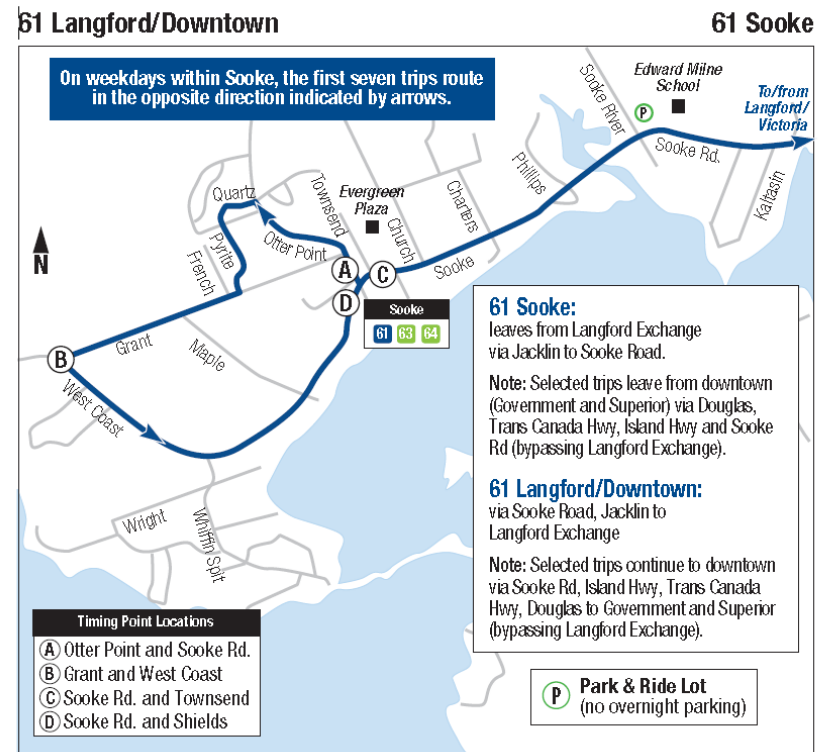 61 Langford/Downtown
61 Sooke
On weekdays within Sooke, the first seven trips route
in the opposite direction indicated by arrows.
Sooke River
Edward Milne
School
P
To/from
Langford/
Victoria
Sooke Rd.
Kaltasin
Phillips
Charters
Church
Sooke
Townsend
Evergreen
Plaza
Quartz
Otter Point
Pyrite
French
N
A
C
D
Sooke
61 63 64
B
Grant
Maple
West Coast
Wright
Whiffin Spit
61 Sooke:
leaves from Langford Exchange
via Jacklin to Sooke Road.
Note: Selected trips leave from downtown
(Government and Superior) via Douglas,
Trans Canada Hwy, Island Hwy and Sooke
Rd (bypassing Langford Exchange).
61 Langford/Downtown:
via Sooke Road, Jacklin to
Langford Exchange
Note: Selected trips continue to downtown
via Sooke Rd, Island Hwy, Trans Canada
Hwy, Douglas to Government and Superior
(bypassing Langford Exchange).
Timing Point Locations
A Otter Point and Sooke Rd.
B Grant and West Coast
C Sooke Rd. and Townsend
D Sooke Rd. and Shields
P Park & Ride Lot
(no overnight parking)